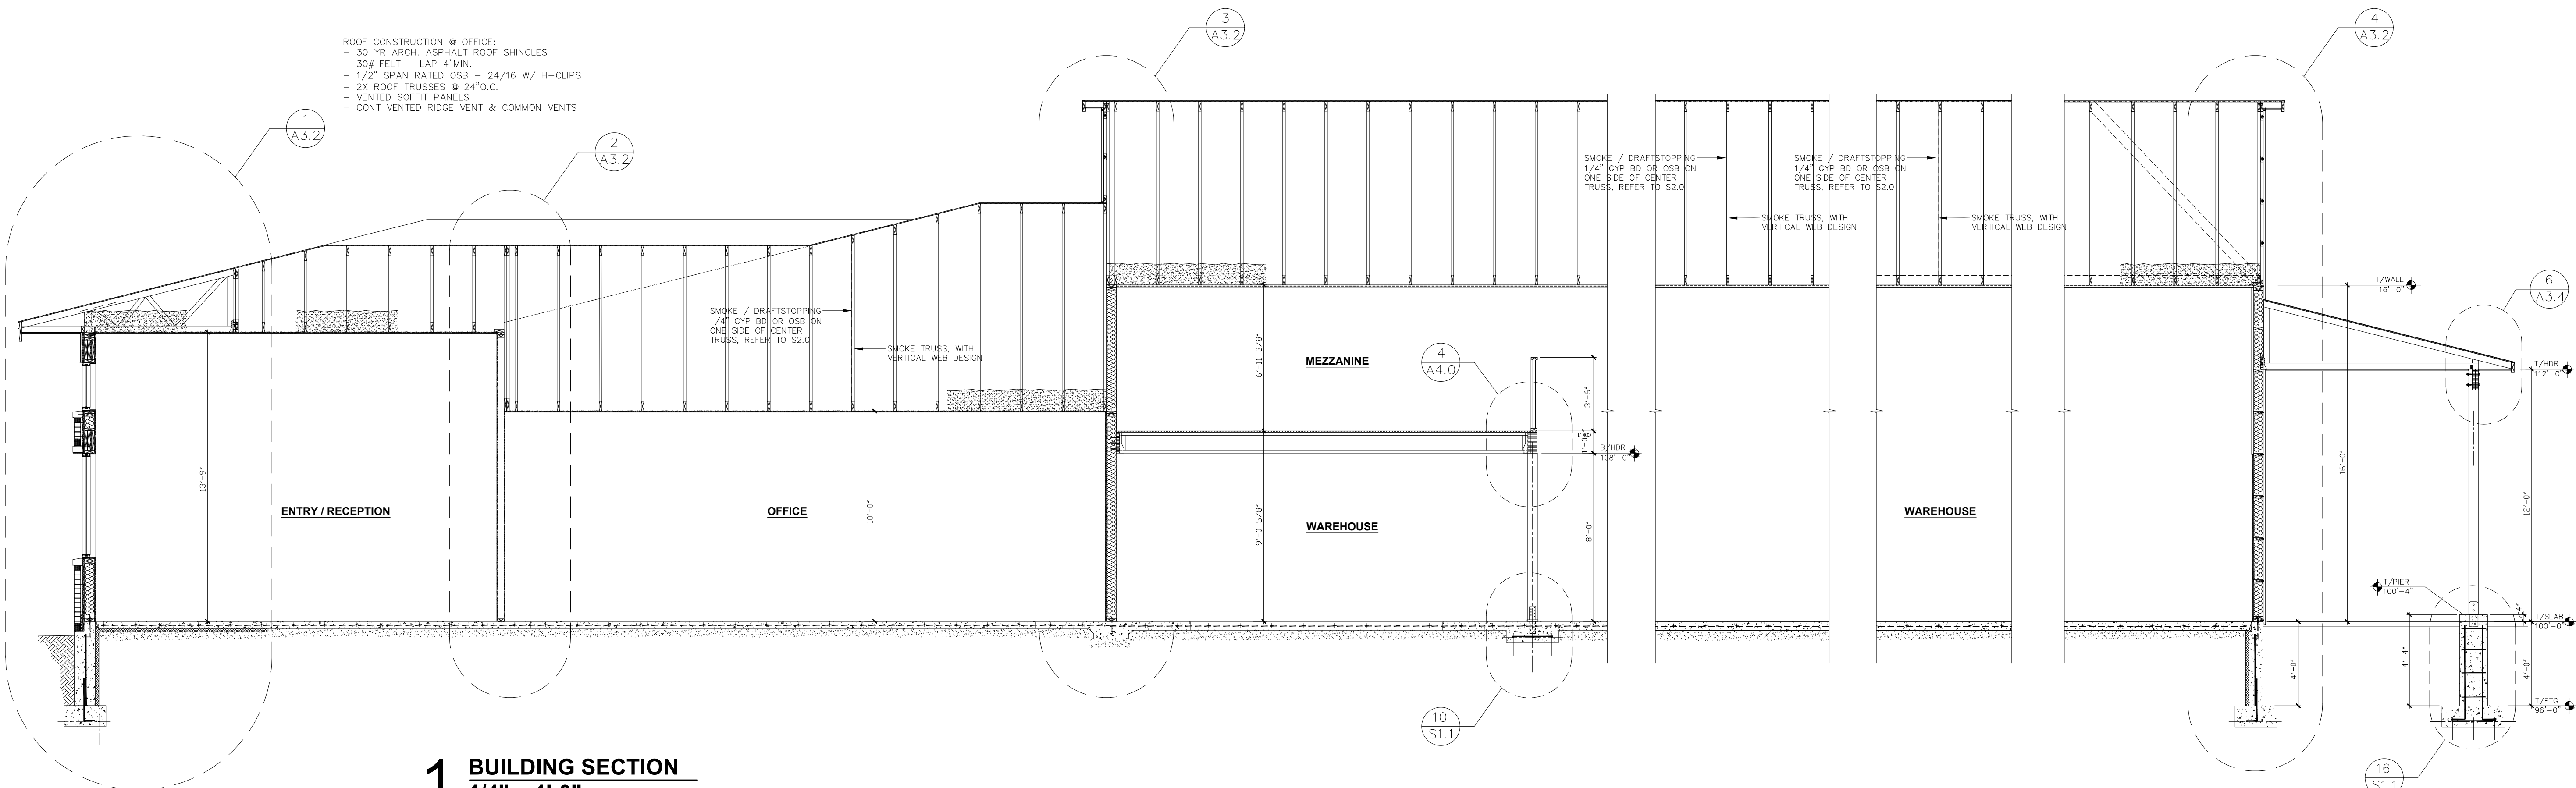 3
A3.2
4
A3.2
ROOF CONSTRUCTION @ OFFICE:
- 30 YR ARCH. ASPHALT ROOF SHINGLES
- 30# FELT - LAP 4"MIN.
- 1/2" SPAN RATED OSB - 24/16 W/ H-CLIPS
- 2X ROOF TRUSSES @ 24"O.C.
- VENTED SOFFIT PANELS
- CONT VENTED RIDGE VENT & COMMON VENTS
1
A3.2
2
A3.2
SMOKE / DRAFTSTOPPING
1/4" GYP BD OR OSB ON
ONE SIDE OF CENTER
TRUSS, REFER TO S2.0
SMOKE / DRAFTSTOPPING
1/4" GYP BD OR OSB ON
ONE SIDE OF CENTER
TRUSS, REFER TO S2.0
SMOKE TRUSS, WITH
VERTICAL WEB DESIGN
SMOKE TRUSS, WITH
VERTICAL WEB DESIGN
T/WALL
116'-0"
6
A3.4
SMOKE / DRAFTSTOPPING
1/4" GYP BD OR OSB ON
ONE SIDE OF CENTER
TRUSS, REFER TO S2.0
SMOKE TRUSS, WITH
VERTICAL WEB DESIGN
6'-11 3/8"
MEZZANINE
4
A4.0
T/HDR
112'-0"
3'-6"
B/HDR
108'-0"
13'-9"
10'-0"
16'-0"
12'-0"
ENTRY / RECEPTION
OFFICE
9'-0 5/8"
WAREHOUSE
8'-0"
WAREHOUSE
T/PIER
100'-4"
4"
T/SLAB
100'-0"
4'-0"
4'-4"
4'-0"
T/FTG
96'-0"
10
S1.1
16
S1.1
1 BUILDING SECTION